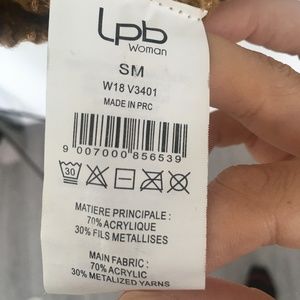 Lpb
Woman
SM
W18 V3401
MADE IN PRC
9 007000 856539
30
MATIERE PRINCIPALE :
70% ACRYLIQUE
30% FILS METALLISES
MAIN FABRIC :
70% ACRYLIC
30% METALIZED YARNS